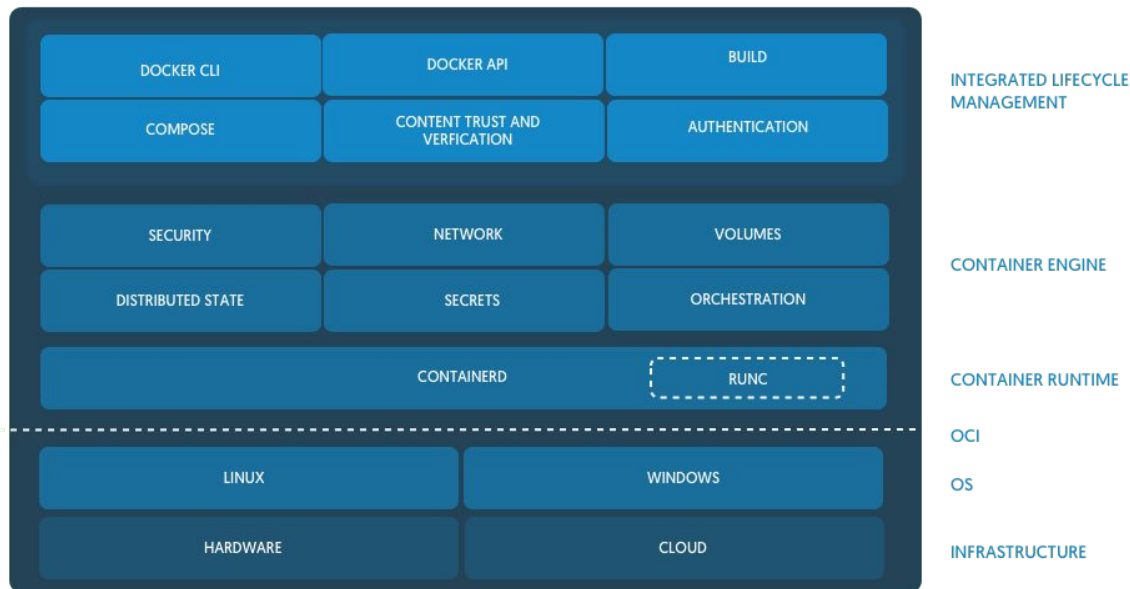 DOCKER CLI
DOCKER API
BUILD
INTEGRATED LIFECYCLE
MANAGEMENT
COMPOSE
CONTENT TRUST AND
VERFICATION
AUTHENTICATION
SECURITY
NETWORK
VOLUMES
CONTAINER ENGINE
DISTRIBUTED STATE
SECRETS
ORCHESTRATION
CONTAINERD
RUNC
CONTAINER RUNTIME
OCI
LINUX
WINDOWS
OS
HARDWARE
CLOUD
INFRASTRUCTURE